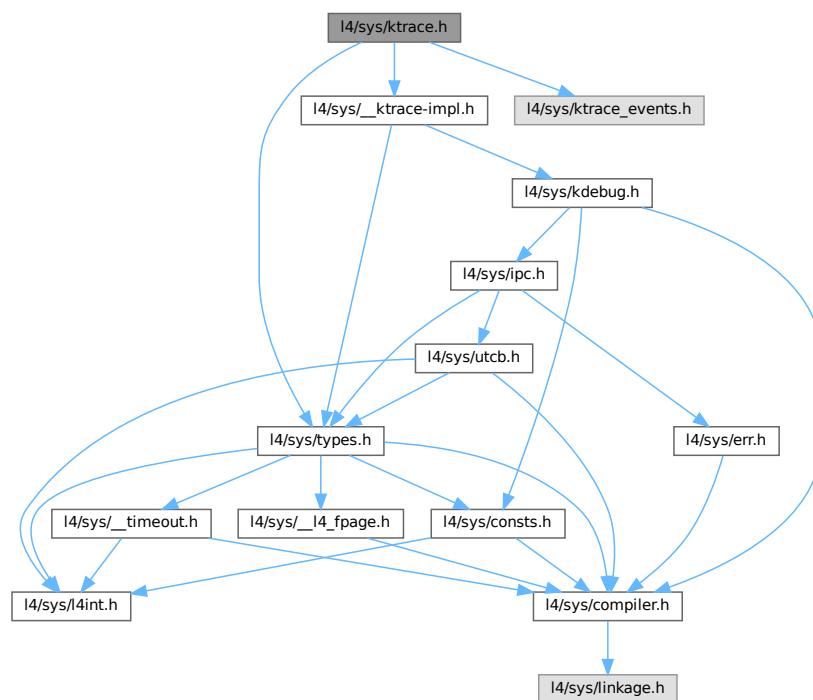 l4/sys/ktrace.h
l4/sys/__ktrace-impl.h
l4/sys/ktrace_events.h
l4/sys/kdebug.h
l4/sys/ipc.h
l4/sys/utcb.h
l4/sys/types.h
l4/sys/err.h
l4/sys/__timeout.h
l4/sys/__l4_fpage.h
l4/sys/consts.h
l4/sys/l4int.h
l4/sys/compiler.h
l4/sys/linkage.h